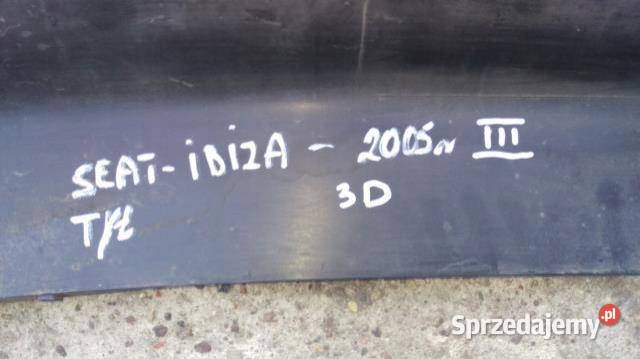 SEAT-iBiZA - 2005r III
3D
Sprzedajemy.pl